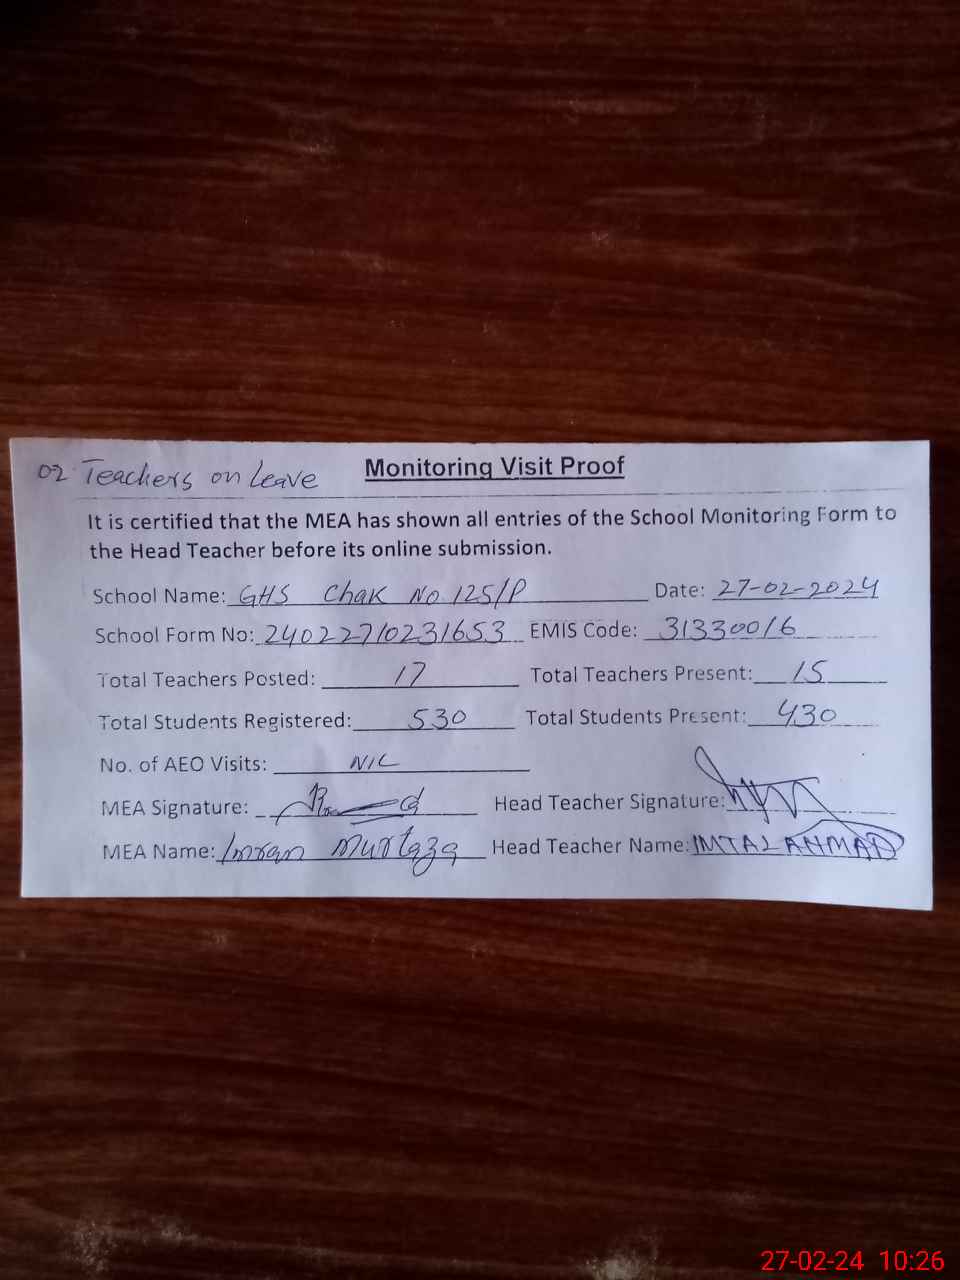 02 Teachers on Leave
Monitoring Visit Proof
It is certified that the MEA has shown all entries of the School Monitoring Form to
the Head Teacher before its online submission.
School Name: GHS Chak No 125/P Date: 27-02-2024
School Form No: 24022710231653 EMIS Code: 31330016
Total Teachers Posted: 17 Total Teachers Present: 15
Total Students Registered: 530 Total Students Present: 430
No. of AEO Visits: NIL
MEA Signature: Head Teacher Signature:
MEA Name: Imran Murtaza Head Teacher Name: IMTAZ AHMAD
27-02-24 10:26